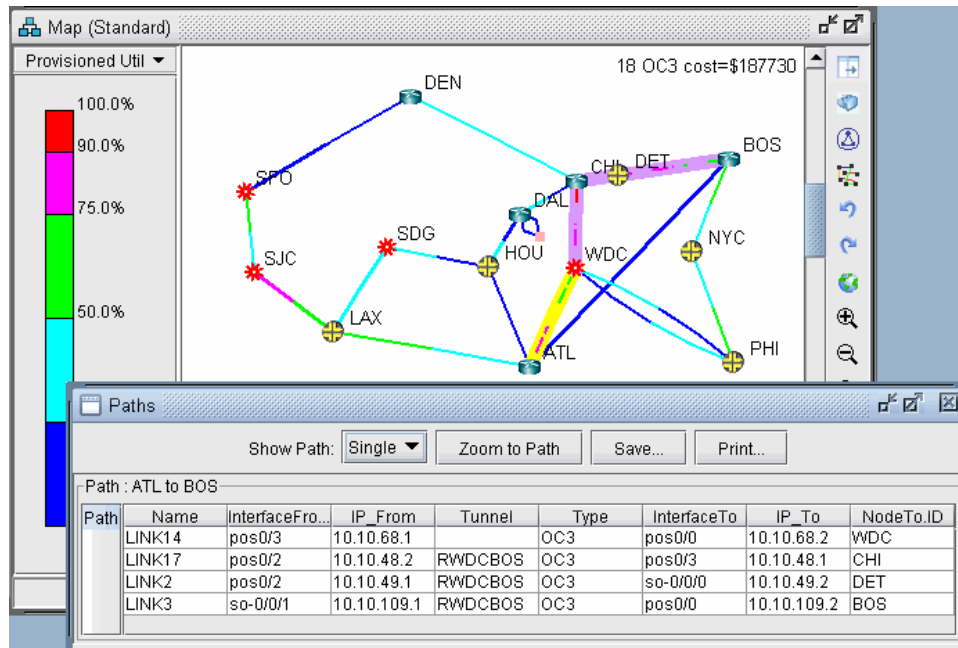 Map (Standard)
Provisioned Util
18 OC3 cost=$187730
100.0%
90.0%
75.0%
50.0%
DEN
BOS
CHI
DET
SFO
DAL
SDG
HOU
WDC
NYC
SJC
LAX
ATL
PHI
Paths
Show Path: Single Zoom to Path Save... Print...
Path : ATL to BOS
Path Name InterfaceFro... IP_From Tunnel Type InterfaceTo IP_To NodeTo.ID
LINK14 pos0/3 10.10.68.1 OC3 pos0/0 10.10.68.2 WDC
LINK17 pos0/2 10.10.48.2 RWDCBOS OC3 pos0/3 10.10.48.1 CHI
LINK2 pos0/2 10.10.49.1 RWDCBOS OC3 so-0/0/0 10.10.49.2 DET
LINK3 so-0/0/1 10.10.109.1 RWDCBOS OC3 pos0/0 10.10.109.2 BOS